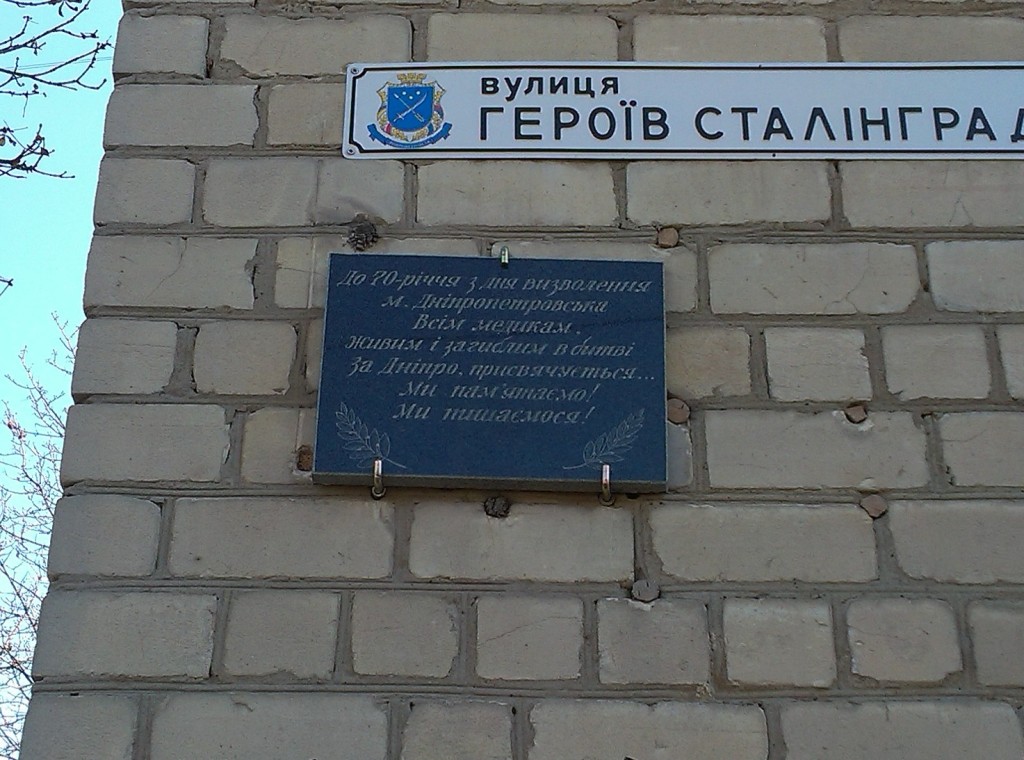 вулиця
ГЕРОЇВ СТАЛІНГРАД
До 70-річчя з дня визволення
м. Дніпропетровська
Всім медикам.
Живим і загиблим в битві
За Дніпро, присвячується...
Ми пам'ятаємо!
Ми пишаємося!